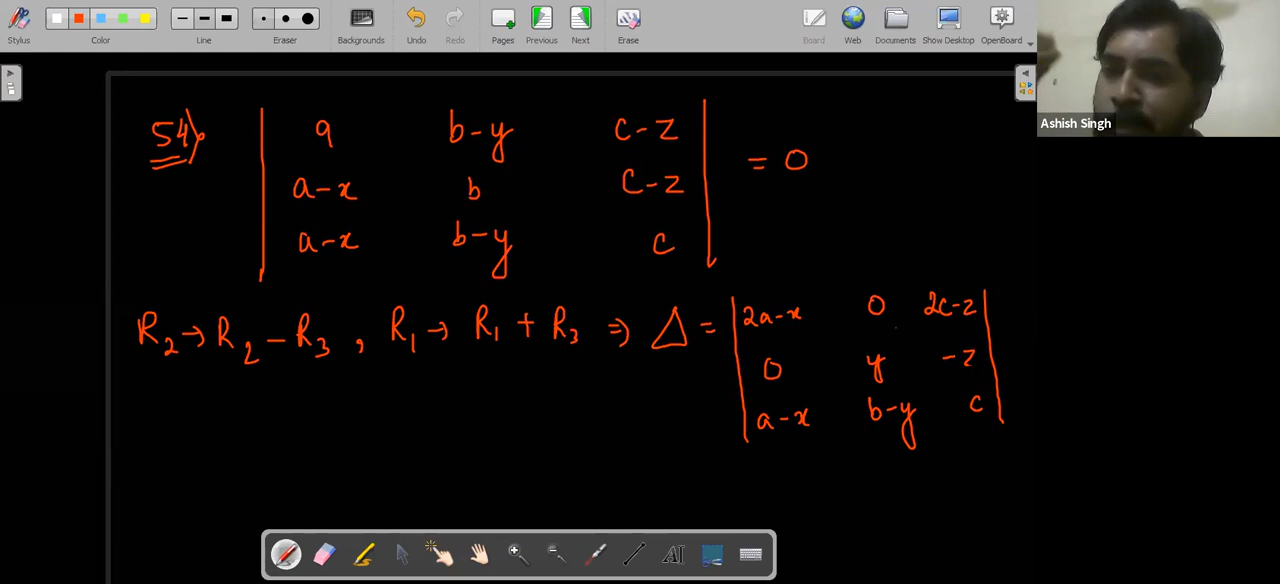 Stylus Color Line Eraser Backgrounds Undo Redo Pages Previous Next Erase Board Web Documents Show Desktop OpenBoard
Ashish Singh
54) | a b-y c-z |
| a-x b c-z | = 0
| a-x b-y c |
R₂ → R₂ - R₃ , R₁ → R₁ + R₃ ⇒ Δ = | 2a-x 0 2c-z |
| 0 y -z |
| a-x b-y c |
AI